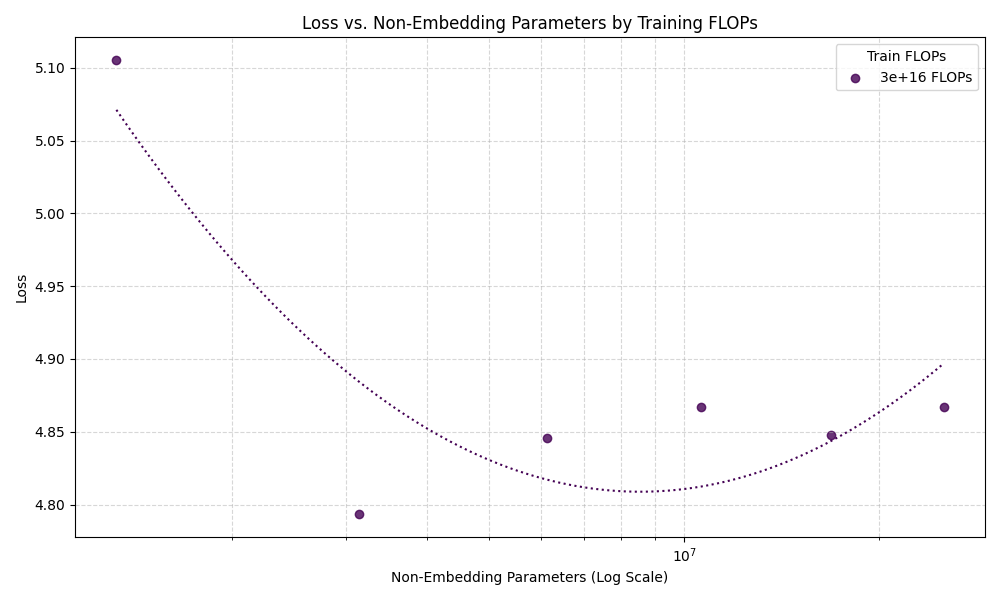 Loss vs. Non-Embedding Parameters by Training FLOPs
Train FLOPs
3e+16 FLOPs
Loss
5.10
5.05
5.00
4.95
4.90
4.85
4.80
10⁷
Non-Embedding Parameters (Log Scale)